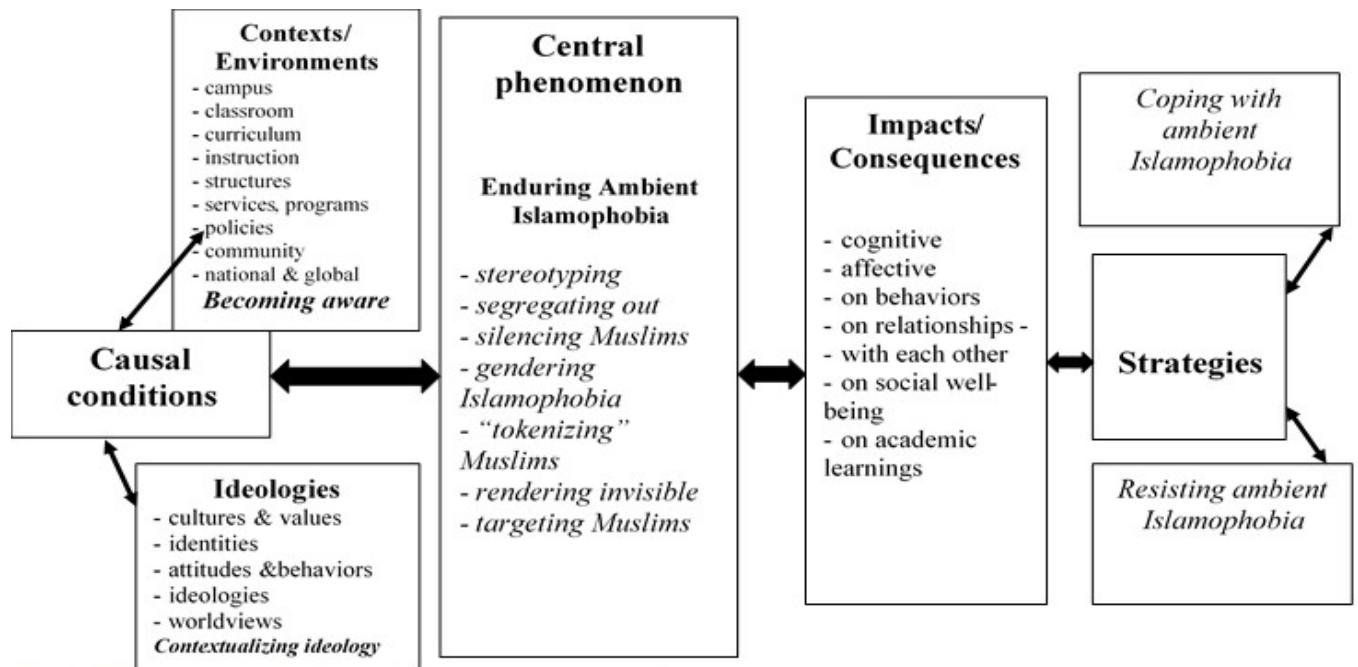 Contexts/
Environments
- campus
- classroom
- curriculum
- instruction
- structures
- services, programs
- policies
- community
- national & global
Becoming aware
Causal
conditions
Ideologies
- cultures & values
- identities
- attitudes &behaviors
- ideologies
- worldviews
Contextualizing ideology
Central
phenomenon
Enduring Ambient
Islamophobia
- stereotyping
- segregating out
- silencing Muslims
- gendering
Islamophobia
- “tokenizing”
Muslims
- rendering invisible
- targeting Muslims
Impacts/
Consequences
- cognitive
- affective
- on behaviors
- on relationships -
- with each other
- on social well-
being
- on academic
learnings
Coping with
ambient
Islamophobia
Strategies
Resisting ambient
Islamophobia